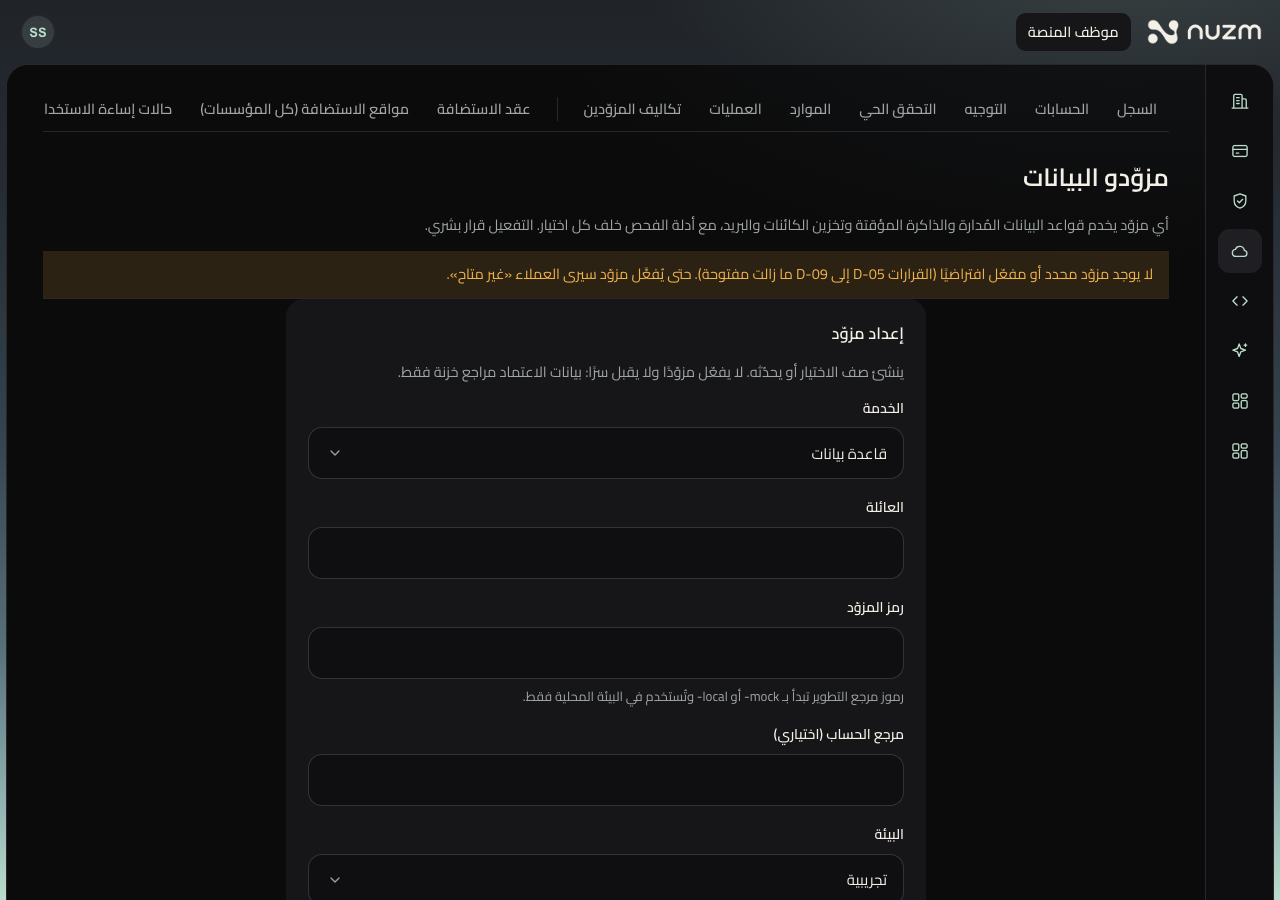 nuzm
موظف المنصة
SS
السجل
الحسابات
التوجيه
التحقق الحي
الموارد
العمليات
تكاليف المزوّدين
عقد الاستضافة
مواقع الاستضافة (كل المؤسسات)
حالات إساءة الاستخدا
مزوّدو البيانات
أي مزوّد يخدم قواعد البيانات المُدارة والذاكرة المؤقتة وتخزين الكائنات والبريد، مع أدلة الفحص خلف كل اختيار. التفعيل قرار بشري.
لا يوجد مزوّد محدد أو مفعّل افتراضيًا (القرارات D-05 إلى D-09 ما زالت مفتوحة). حتى يُفعَّل مزوّد سيرى العملاء «غير متاح».
إعداد مزوّد
ينشئ صف الاختيار أو يحدّثه. لا يفعّل مزوّدًا ولا يقبل سرًا: بيانات الاعتماد مراجع خزنة فقط.
الخدمة
قاعدة بيانات
العائلة
رمز المزوّد
رموز مرجع التطوير تبدأ بـ mock- أو local- وتُستخدم في البيئة المحلية فقط.
مرجع الحساب (اختياري)
البيئة
تجريبية